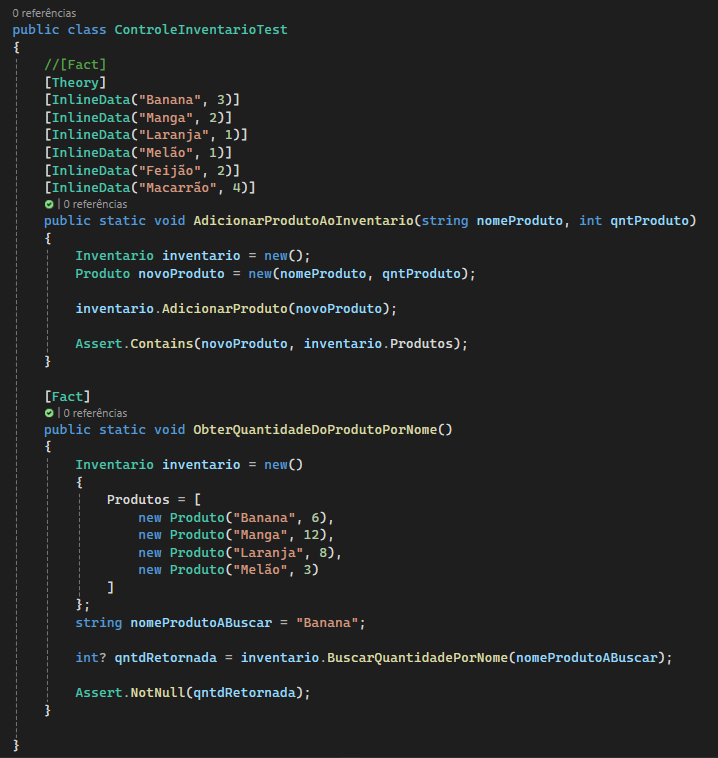 0 referências
public class ControleInventarioTest
{
//[Fact]
[Theory]
[InlineData("Banana", 3)]
[InlineData("Manga", 2)]
[InlineData("Laranja", 1)]
[InlineData("Melão", 1)]
[InlineData("Feijão", 2)]
[InlineData("Macarrão", 4)]
| 0 referências
public static void AdicionarProdutoAoInventario(string nomeProduto, int qntProduto)
{
Inventario inventario = new();
Produto novoProduto = new(nomeProduto, qntProduto);
inventario.AdicionarProduto(novoProduto);
Assert.Contains(novoProduto, inventario.Produtos);
}
[Fact]
| 0 referências
public static void ObterQuantidadeDoProdutoPorNome()
{
Inventario inventario = new()
{
Produtos = [
new Produto("Banana", 6),
new Produto("Manga", 12),
new Produto("Laranja", 8),
new Produto("Melão", 3)
]
};
string nomeProdutoABuscar = "Banana";
int? qntdRetornada = inventario.BuscarQuantidadePorNome(nomeProdutoABuscar);
Assert.NotNull(qntdRetornada);
}
}